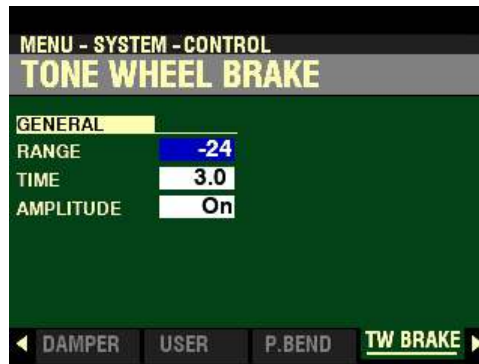 MENU - SYSTEM - CONTROL
TONE WHEEL BRAKE
GENERAL
RANGE -24
TIME 3.0
AMPLITUDE On
DAMPER USER P.BEND TW BRAKE